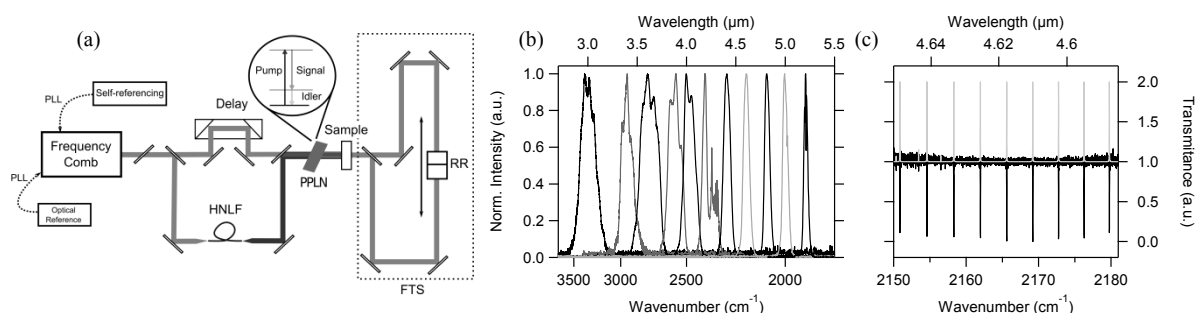 (a)
PLL
Self-referencing
Pump
Signal
Idler
Delay
Sample
Frequency
Comb
PPLN
RR
PLL
Optical
Reference
HNLF
FTS
(b)
Wavelength (μm)
3.0 3.5 4.0 4.5 5.0 5.5
Norm. Intensity (a.u.)
1.0
0.8
0.6
0.4
0.2
0.0
3500 3000 2500 2000
Wavenumber (cm-1)
(c)
Wavelength (μm)
4.64 4.62 4.6
2.0
1.5
1.0
0.5
0.0
Transmitance (a.u.)
2150 2160 2170 2180
Wavenumber (cm-1)